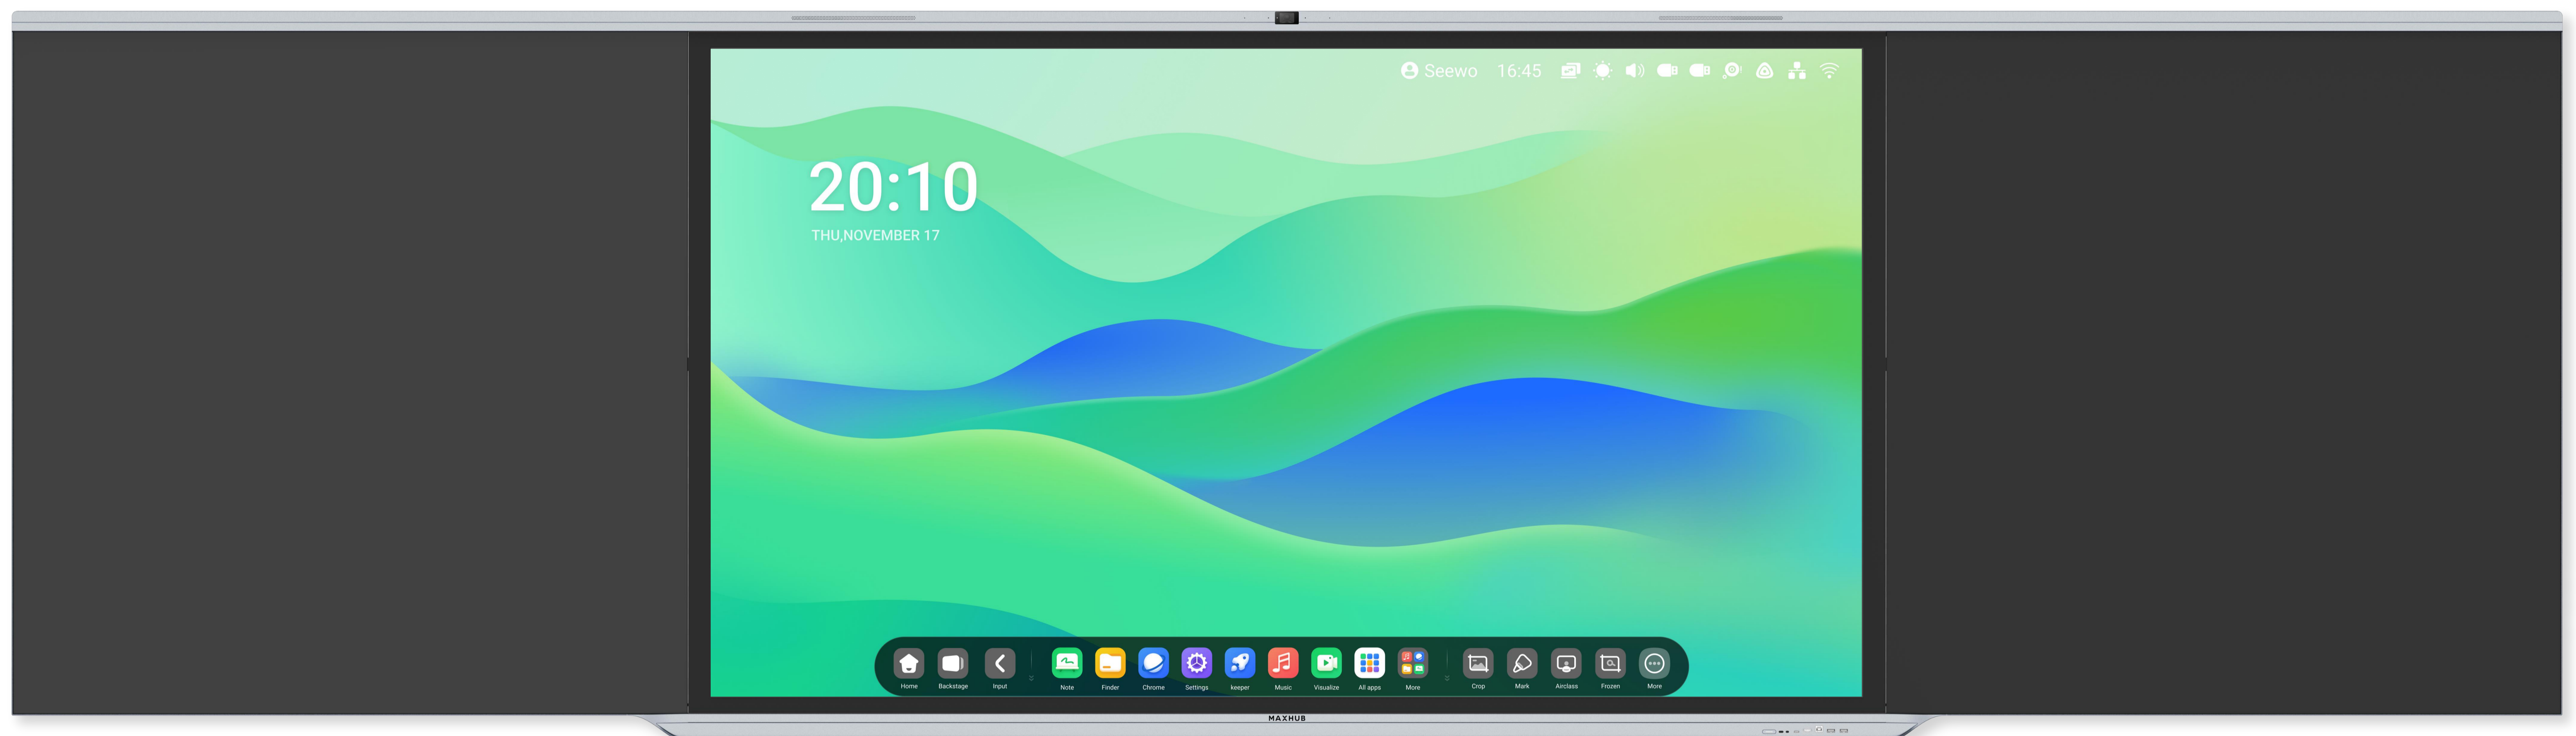 Seewo 16:45
20:10
THU,NOVEMBER 17
Home Backstage Input Note Finder Chrome Settings keeper Music Visualize All apps More Crop Mark Airclass Frozen More
MAXHUB